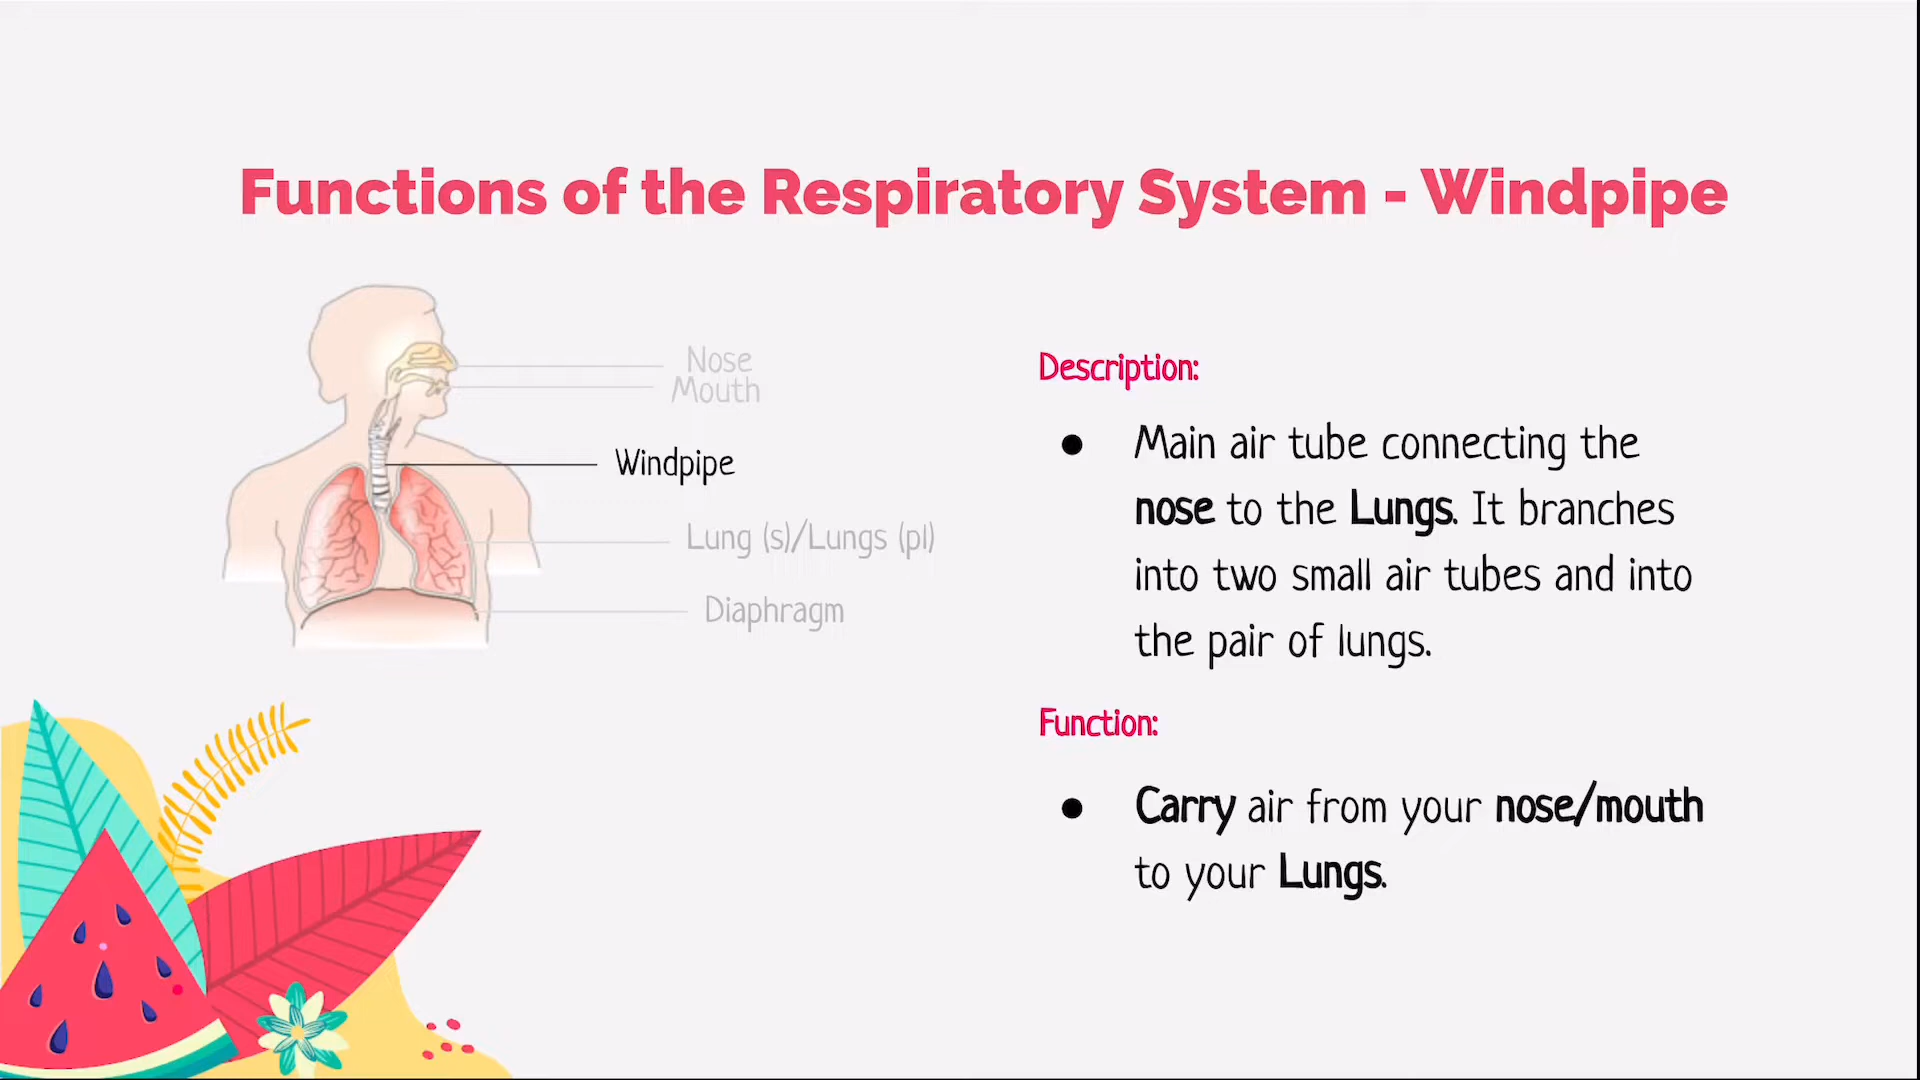 Functions of the Respiratory System - Windpipe
Nose
Mouth
Windpipe
Lung (s)/Lungs (pl)
Diaphragm
Description:
● Main air tube connecting the
nose to the Lungs. It branches
into two small air tubes and into
the pair of lungs.
Function:
● Carry air from your nose/mouth
to your Lungs.